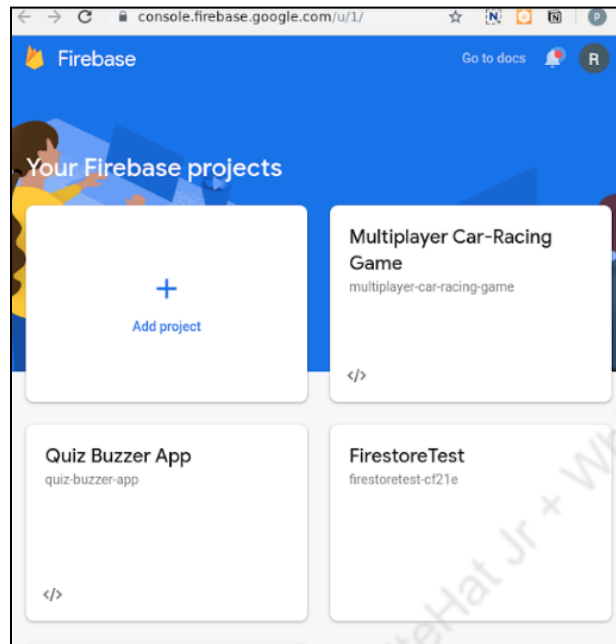 console.firebase.google.com/u/1/
N
N
P
Firebase
Go to docs
R
Your Firebase projects
+
Add project
Multiplayer Car-Racing
Game
multiplayer-car-racing-game
</>
Quiz Buzzer App
quiz-buzzer-app
</>
FirestoreTest
firestoretest-cf21e